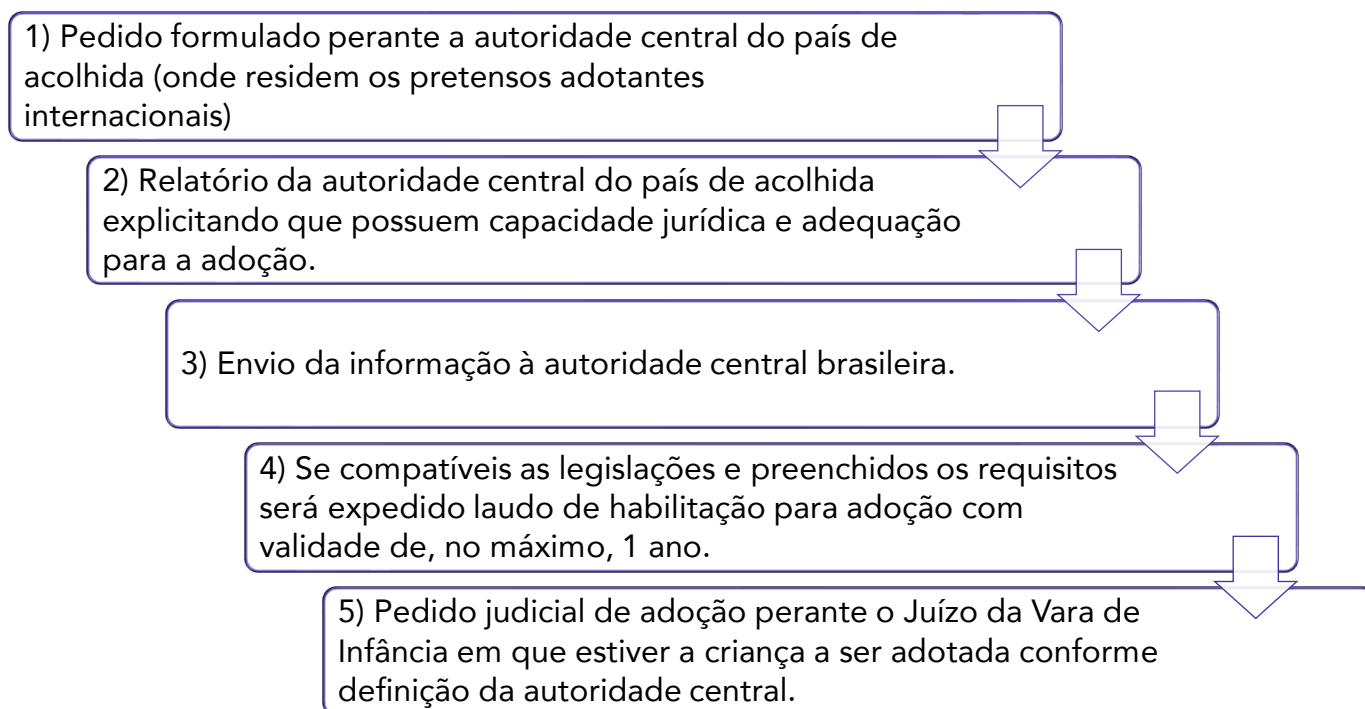 1) Pedido formulado perante a autoridade central do país de
acolhida (onde residem os pretensos adotantes
internacionais)
2) Relatório da autoridade central do país de acolhida
explicitando que possuem capacidade jurídica e adequação
para a adoção.
3) Envio da informação à autoridade central brasileira.
4) Se compatíveis as legislações e preenchidos os requisitos
será expedido laudo de habilitação para adoção com
validade de, no máximo, 1 ano.
5) Pedido judicial de adoção perante o Juízo da Vara de
Infância em que estiver a criança a ser adotada conforme
definição da autoridade central.